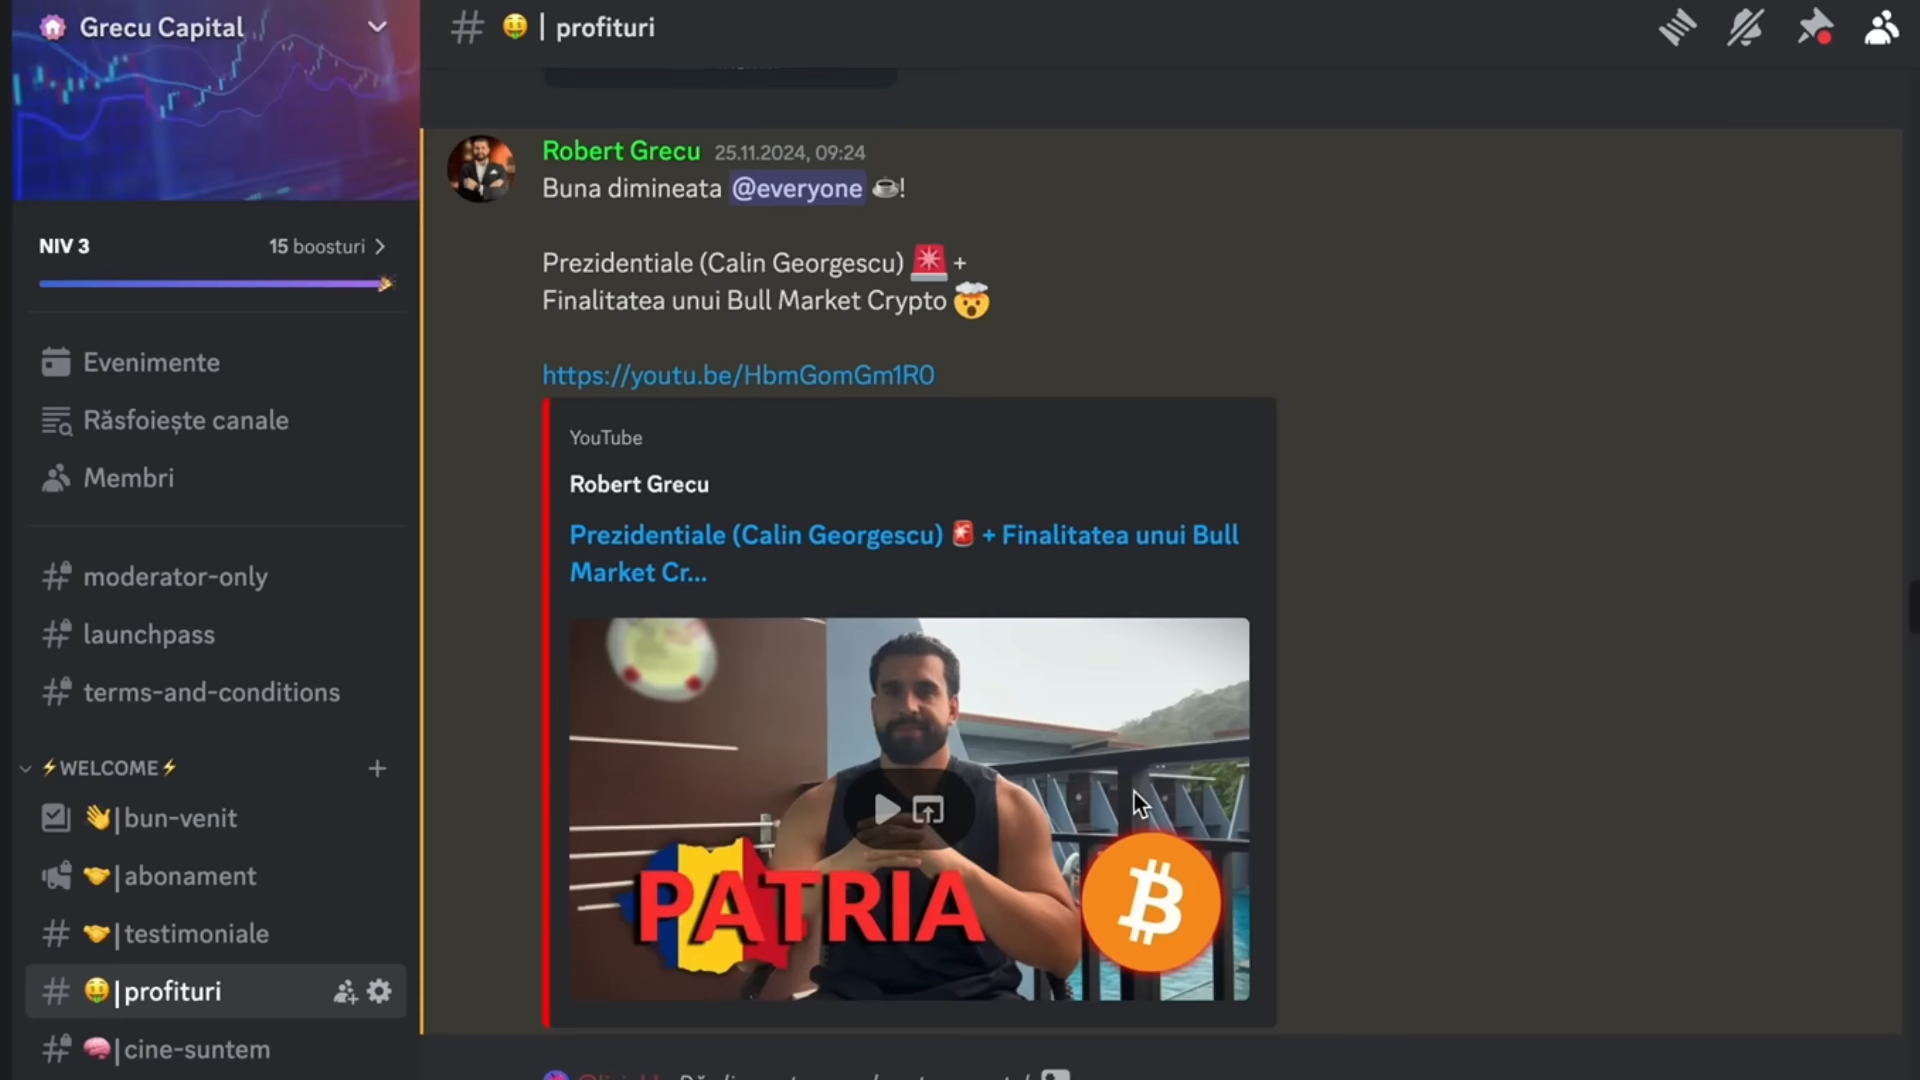 Grecu Capital
NIV 3
15 boosturi
Evenimente
Răsfoiește canale
Membri
moderator-only
launchpass
terms-and-conditions
⚡WELCOME⚡
👋|bun-venit
🤝|abonament
🤝|testimoniale
🤑|profituri
🧠|cine-suntem
# 🤑 | profituri
Robert Grecu 25.11.2024, 09:24
Buna dimineata @everyone ☕!
Prezidentiale (Calin Georgescu) 🚨 +
Finalitatea unui Bull Market Crypto 🤯
https://youtu.be/HbmGomGm1R0
YouTube
Robert Grecu
Prezidentiale (Calin Georgescu) 🚨 + Finalitatea unui Bull
Market Cr...
PATRIA